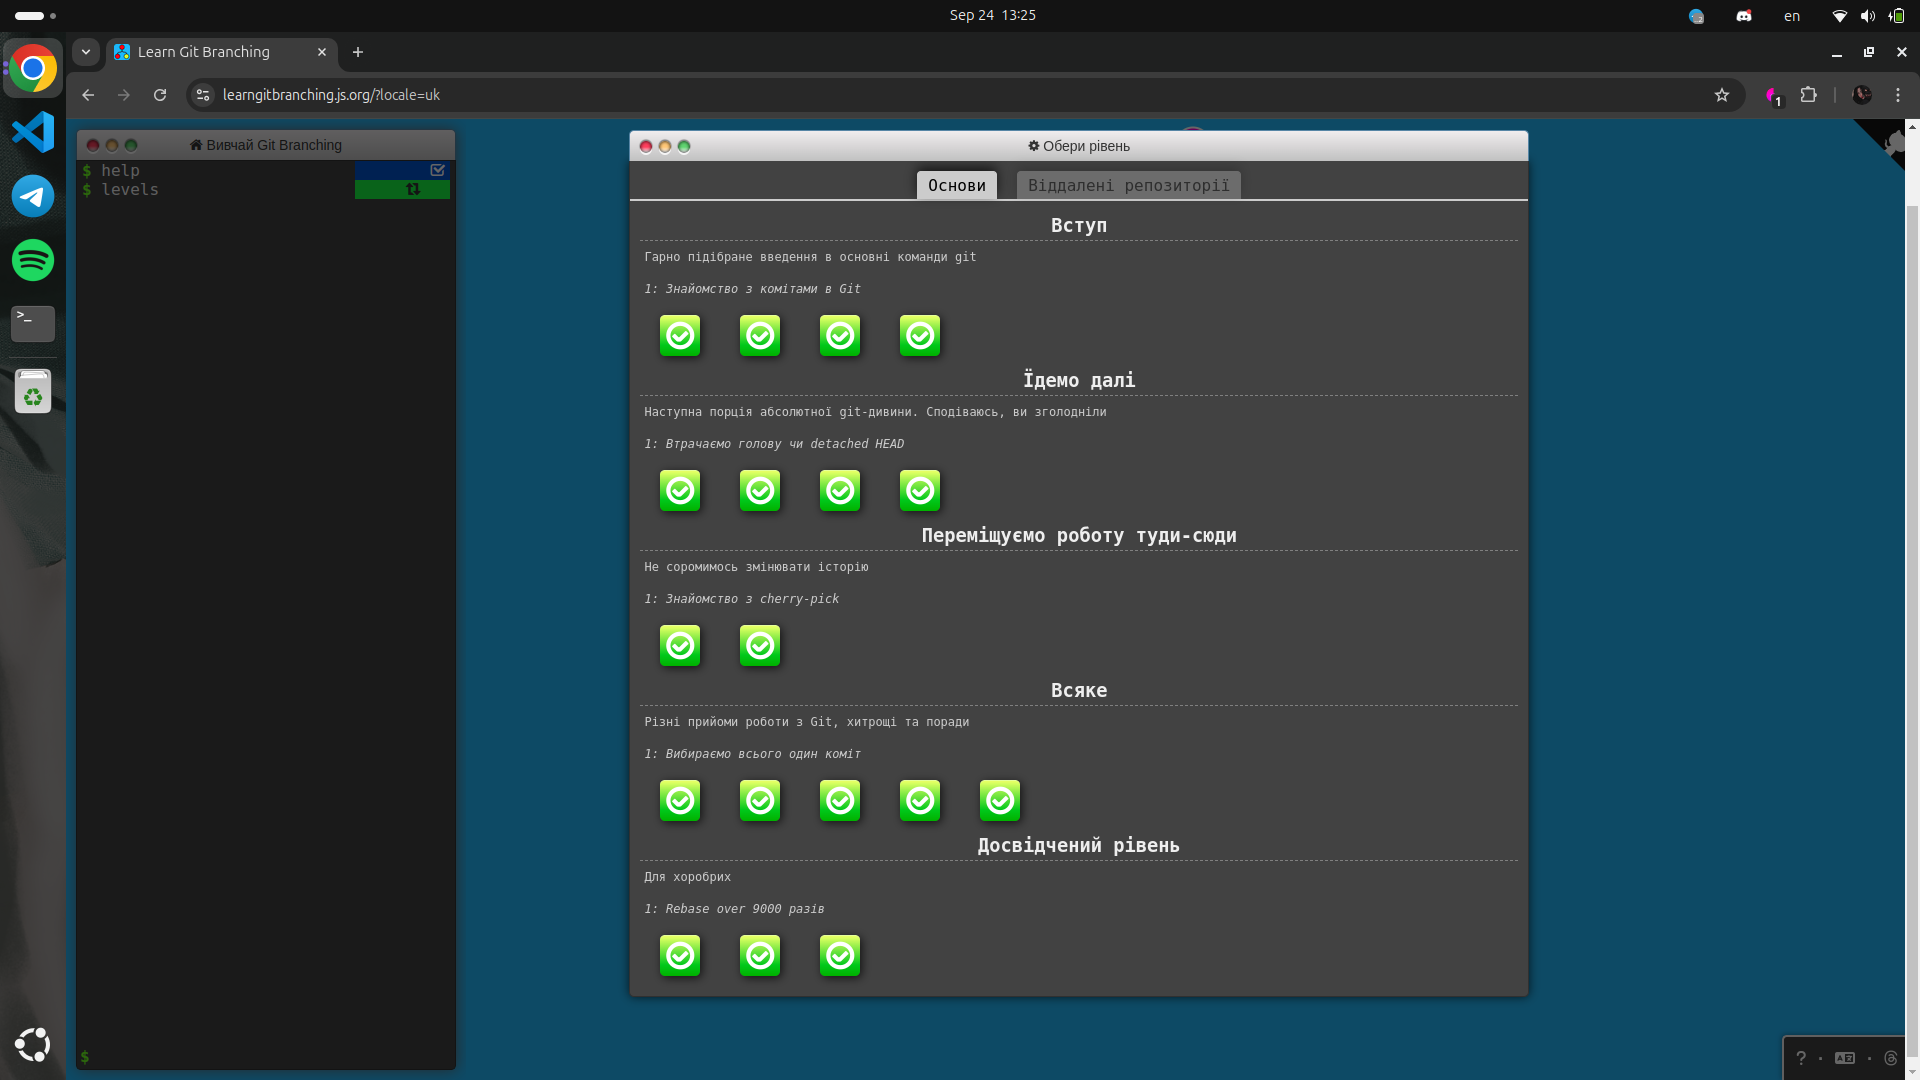 Sep 24 13:25
en
Learn Git Branching
learngitbranching.js.org/?locale=uk
1
Вивчай Git Branching
$ help
$ levels
$
Обери рівень
Основи
Віддалені репозиторії
Вступ
Гарно підібране введення в основні команди git
1: Знайомство з комітами в Git
Їдемо далі
Наступна порція абсолютної git-дивини. Сподіваюсь, ви зголодніли
1: Втрачаємо голову чи detached HEAD
Переміщуємо роботу туди-сюди
Не соромимось змінювати історію
1: Знайомство з cherry-pick
Всяке
Різні прийоми роботи з Git, хитрощі та поради
1: Вибираємо всього один коміт
Досвідчений рівень
Для хоробрих
1: Rebase over 9000 разів
? · ·